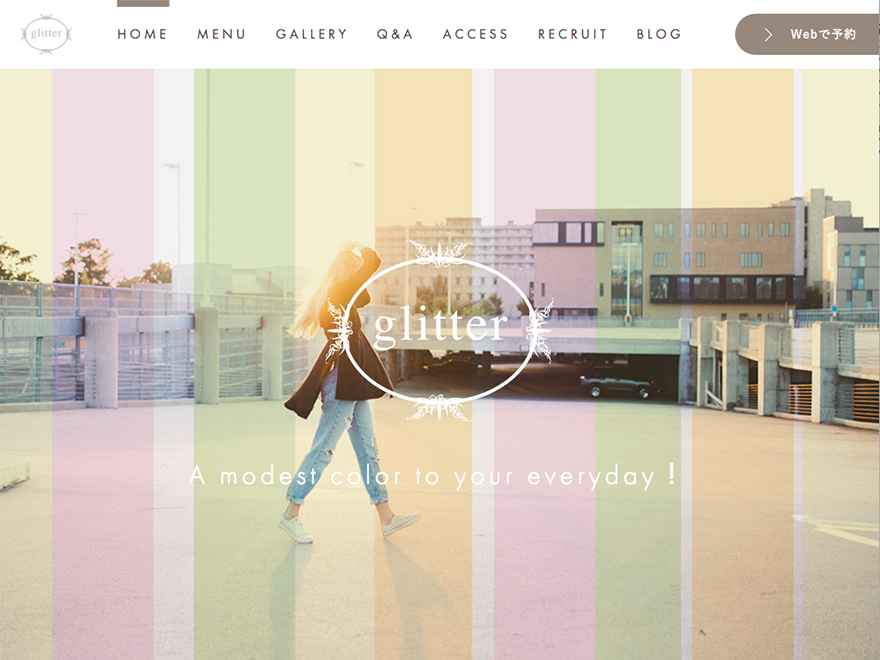 glitter
HOME
MENU
GALLERY
Q&A
ACCESS
RECRUIT
BLOG
Webで予約
glitter
A modest color to your everyday !